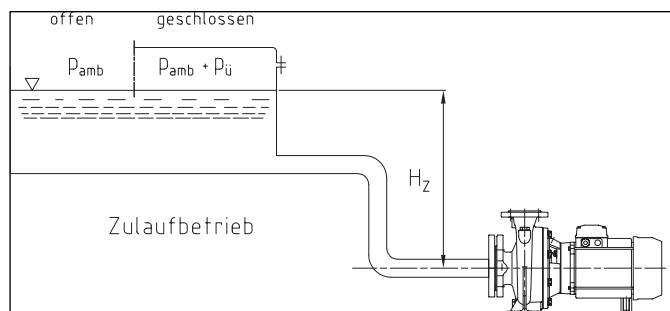 offen geschlossen
Pamb Pamb + Pü
HZ
Zulaufbetrieb